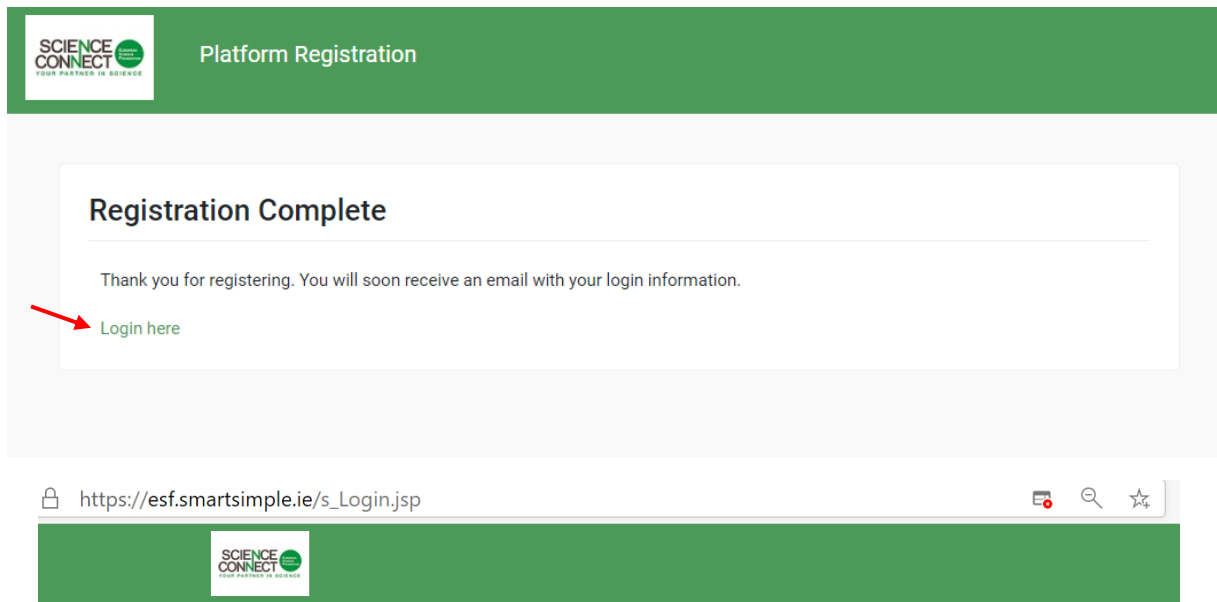 SCIENCE
CONNECT
YOUR PARTNER IN SCIENCE
Platform Registration
Registration Complete
Thank you for registering. You will soon receive an email with your login information.
Login here
https://esf.smartsimple.ie/s_Login.jsp
SCIENCE
CONNECT
YOUR PARTNER IN SCIENCE